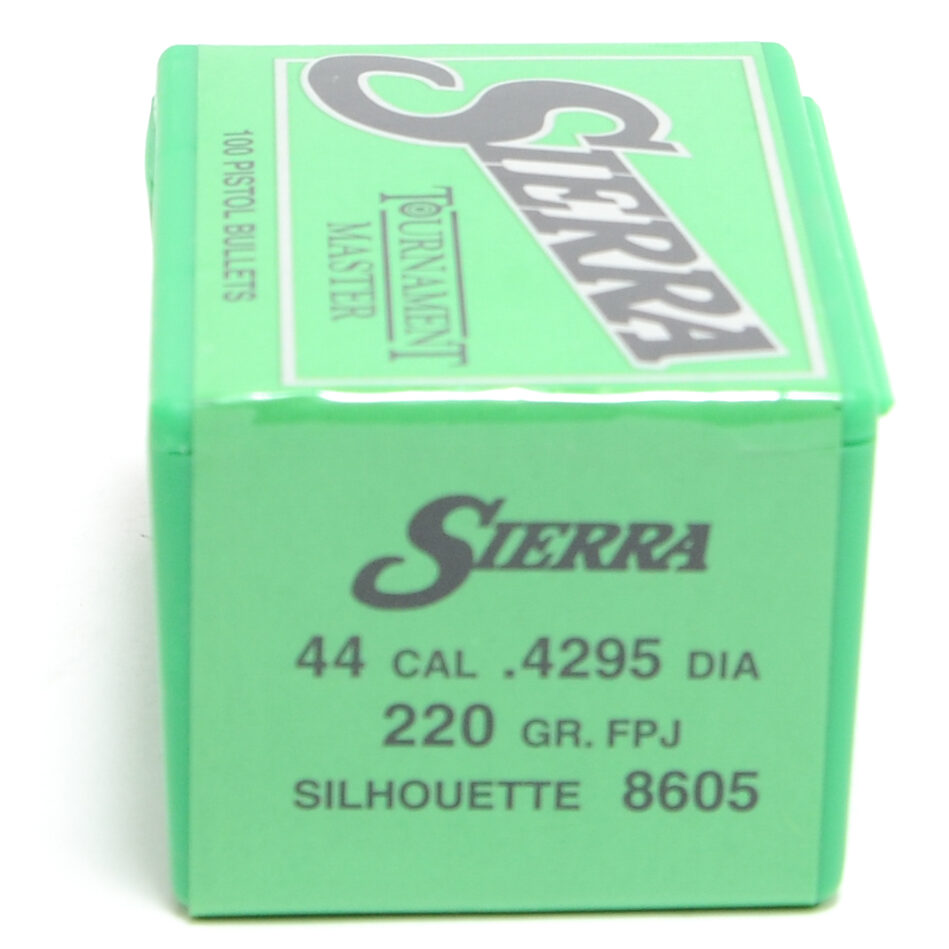 SIERRA
TOURNAMENT
MASTER
100 PISTOL BULLETS
SIERRA
44 CAL .4295 DIA
220 GR. FPJ
SILHOUETTE 8605